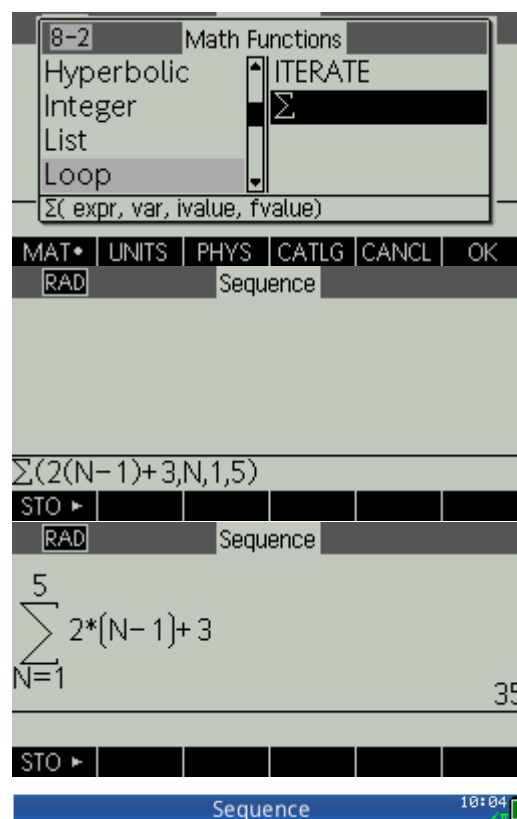 8-2 Math Functions
Hyperbolic ITERATE
Integer Σ
List
Loop
Σ( expr, var, ivalue, fvalue)
MAT• UNITS PHYS CATLG CANCL OK
RAD Sequence
Σ(2(N-1)+3,N,1,5)
STO ►
RAD Sequence
5
∑ 2*(N-1)+3
N=1
35
STO ►
Sequence 10:04